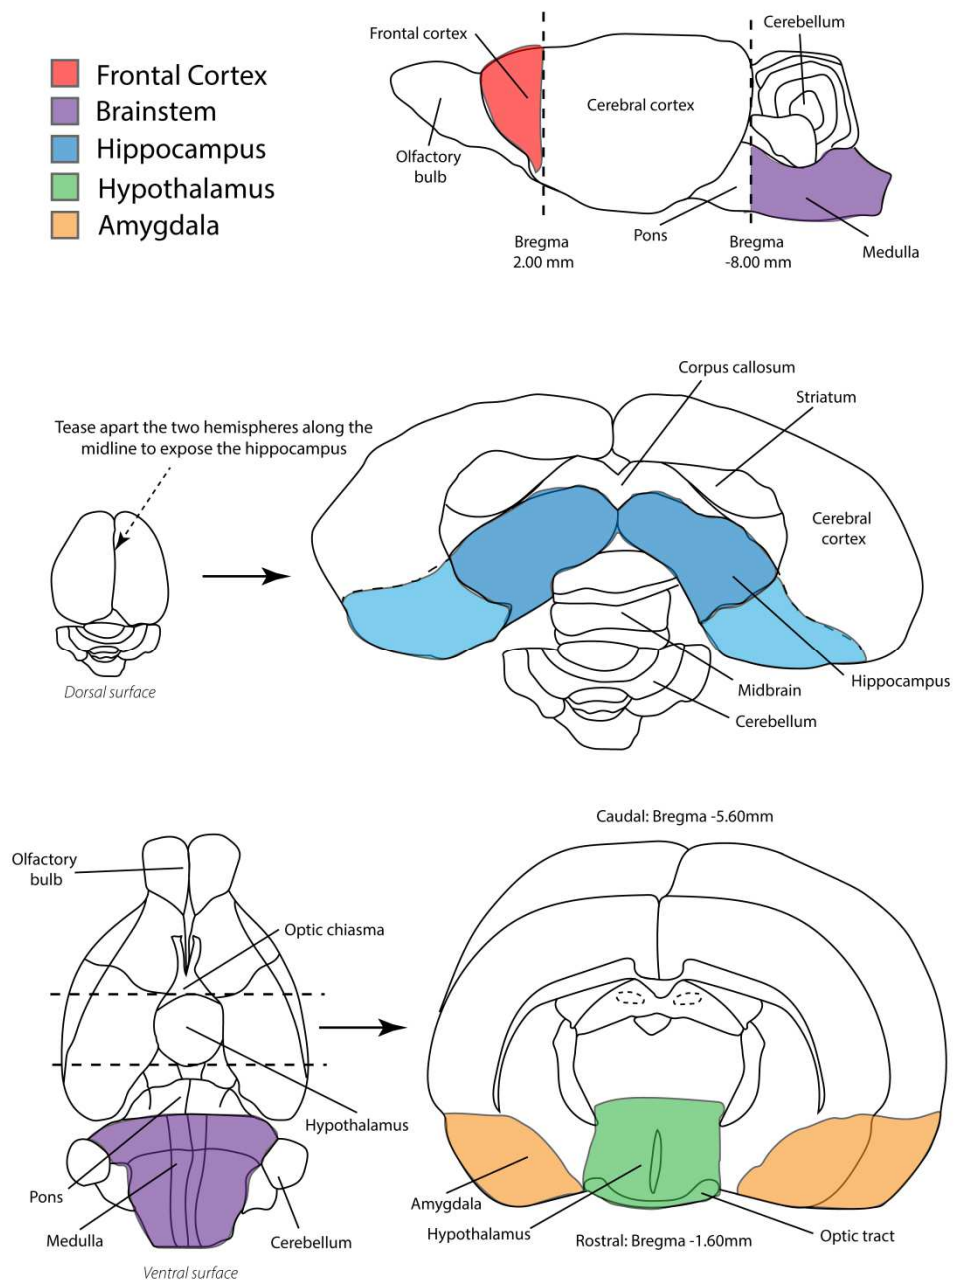 Frontal Cortex
Brainstem
Hippocampus
Hypothalamus
Amygdala
Frontal cortex
Cerebellum
Cerebral cortex
Olfactory
bulb
Bregma
2.00 mm
Pons
Bregma
-8.00 mm
Medulla
Tease apart the two hemispheres along the
midline to expose the hippocampus
Dorsal surface
Corpus callosum
Striatum
Cerebral
cortex
Hippocampus
Midbrain
Cerebellum
Olfactory
bulb
Optic chiasma
Hypothalamus
Pons
Medulla
Cerebellum
Ventral surface
Caudal: Bregma -5.60mm
Amygdala
Hypothalamus
Rostral: Bregma -1.60mm
Optic tract